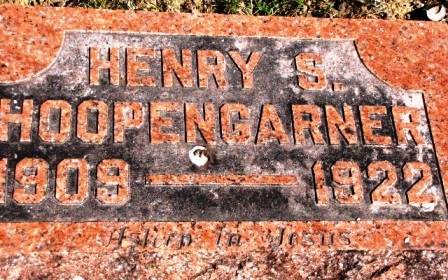 HENRY S.
HOOPENGARNER
1909 — 1922
Asleep in Jesus